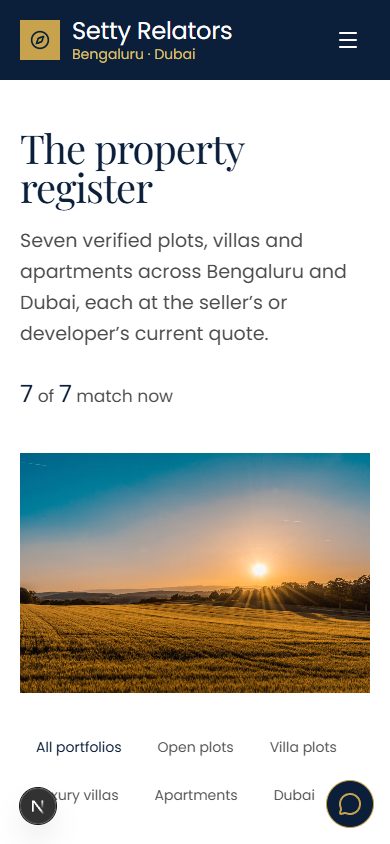 Setty Relators
Bengaluru · Dubai
The property
register
Seven verified plots, villas and
apartments across Bengaluru and
Dubai, each at the seller’s or
developer’s current quote.
7 of 7 match now
All portfolios Open plots Villa plots
villas Apartments Dubai
N